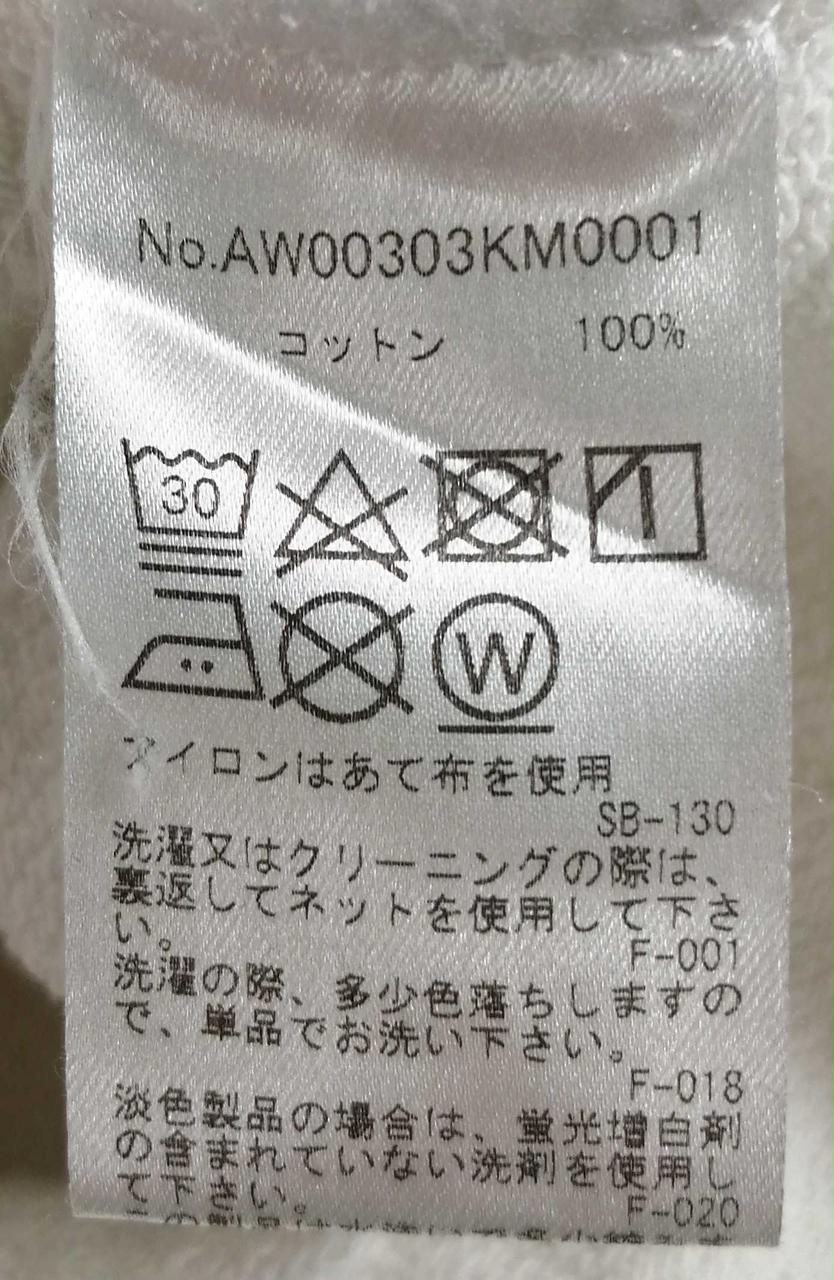 No.AW00303KM0001
コットン 100%
30
W
アイロンはあて布を使用
SB-130
洗濯又はクリーニングの際は、
裏返してネットを使用して下さ
い。
F-001
洗濯の際、多少色落ちしますの
で、単品でお洗い下さい。
F-018
淡色製品の場合は、蛍光増白剤
の含まれていない洗剤を使用し
て下さい。
F-020